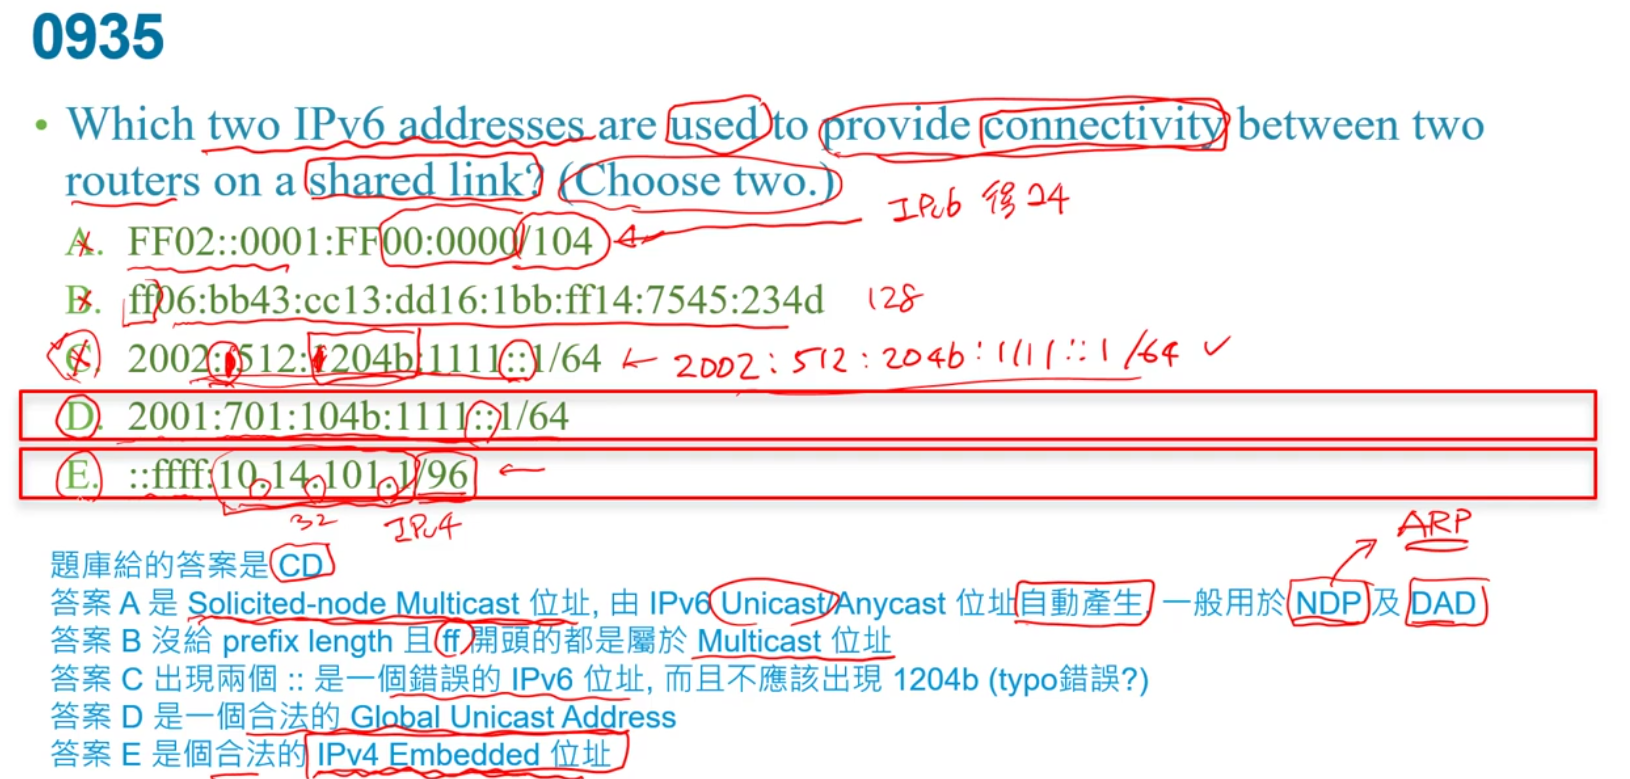 0935
• Which two IPv6 addresses are used to provide connectivity between two
routers on a shared link? (Choose two.)
IPv6 後24
A. FF02::0001:FF00:0000/104
B. ff06:bb43:cc13:dd16:1bb:ff14:7545:234d 128
C. 2002::512:1204b:1111::1/64 ← 2002:512:204b:1111::1/64 ✓
D. 2001:701:104b:1111::1/64
E. ::ffff:10.14.101.1/96 ←
32 IPv4
ARP
題庫給的答案是 CD
答案 A 是 Solicited-node Multicast 位址, 由 IPv6 Unicast/Anycast 位址自動產生, 一般用於 NDP 及 DAD
答案 B 沒給 prefix length 且 ff 開頭的都是屬於 Multicast 位址
答案 C 出現兩個 :: 是一個錯誤的 IPv6 位址, 而且不應該出現 1204b (typo錯誤?)
答案 D 是一個合法的 Global Unicast Address
答案 E 是個合法的 IPv4 Embedded 位址